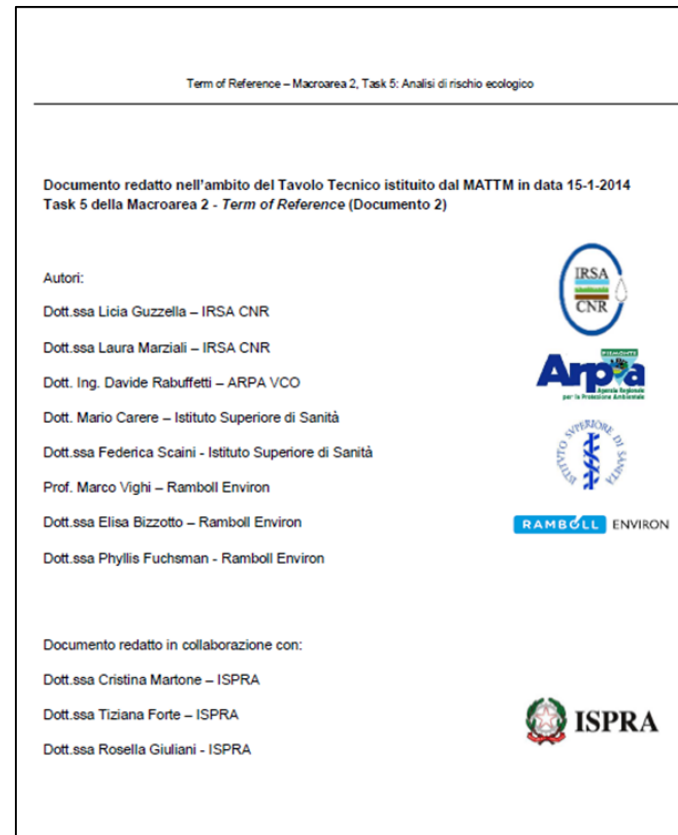 Term of Reference – Macroarea 2, Task 5: Analisi di rischio ecologico
Documento redatto nell'ambito del Tavolo Tecnico istituito dal MATTM in data 15-1-2014
Task 5 della Macroarea 2 - Term of Reference (Documento 2)
Autori:
Dott.ssa Licia Guzzella – IRSA CNR
Dott.ssa Laura Marziali – IRSA CNR
Dott. Ing. Davide Rabuffetti – ARPA VCO
Dott. Mario Carere – Istituto Superiore di Sanità
Dott.ssa Federica Scaini - Istituto Superiore di Sanità
Prof. Marco Vighi – Ramboll Environ
Dott.ssa Elisa Bizzotto – Ramboll Environ
Dott.ssa Phyllis Fuchsman - Ramboll Environ
IRSA
CNR
PIEMONTE
Arpa
Agenzia Regionale
per la Protezione Ambientale
ISTITUTO SUPERIORE DI SANITÀ
RAMBOLL ENVIRON
Documento redatto in collaborazione con:
Dott.ssa Cristina Martone – ISPRA
Dott.ssa Tiziana Forte – ISPRA
Dott.ssa Rosella Giuliani - ISPRA
ISPRA